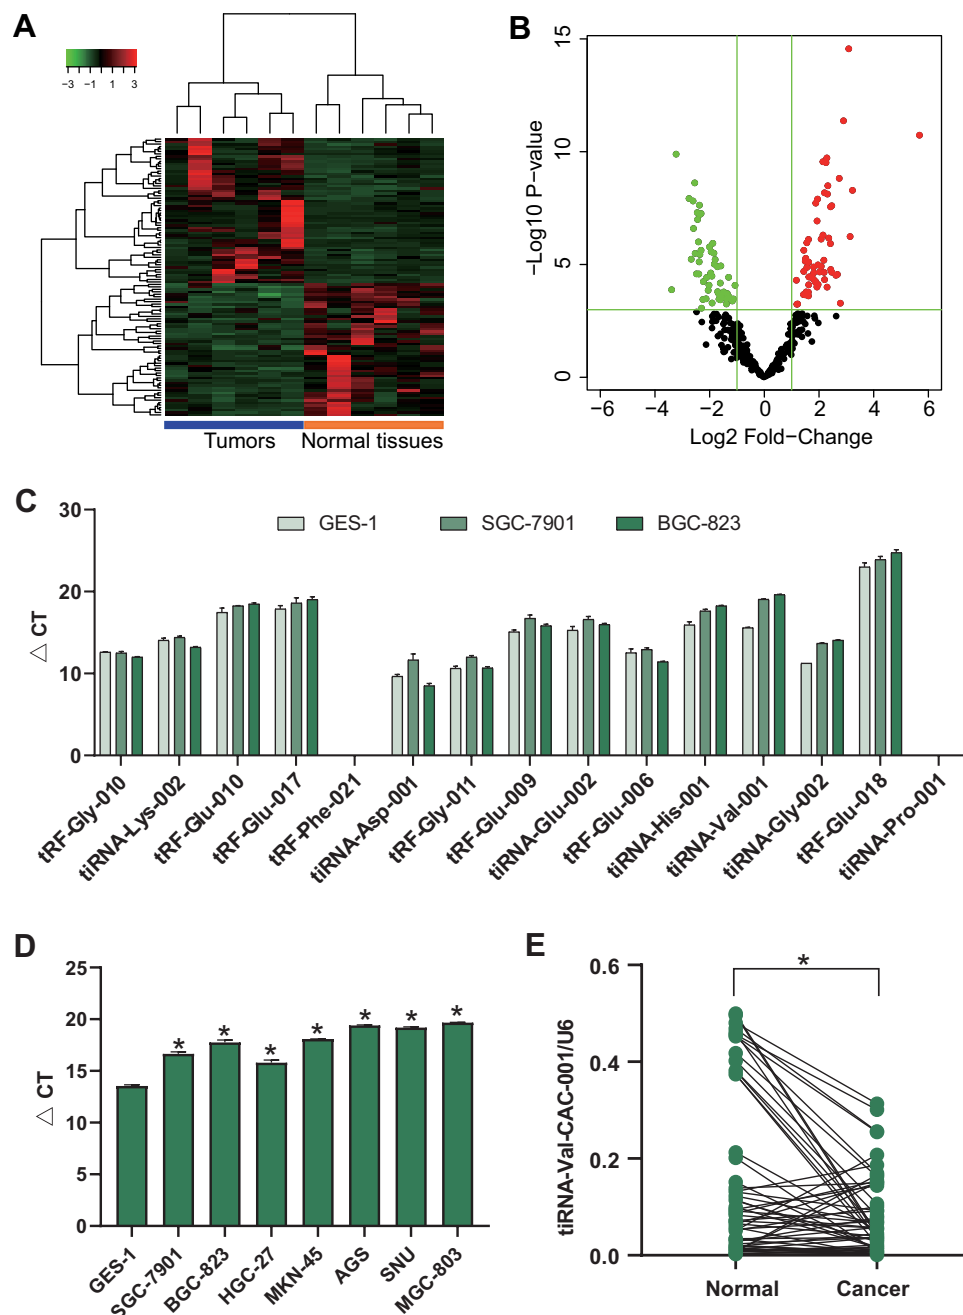 A
−3 −1 1 3
Tumors Normal tissues
B
−Log10 P−value
15
10
5
0
−6 −4 −2 0 2 4 6
Log2 Fold−Change
C
GES-1 SGC-7901 BGC-823
△ CT
30
20
10
0
tRF-Gly-010
tiRNA-Lys-002
tRF-Glu-010
tRF-Glu-017
tRF-Phe-021
tiRNA-Asp-001
tRF-Gly-011
tRF-Glu-009
tiRNA-Glu-002
tRF-Glu-006
tiRNA-His-001
tiRNA-Val-001
tiRNA-Gly-002
tRF-Glu-018
tiRNA-Pro-001
D
△ CT
25
20
15
10
5
0
* * * * * * *
GES-1
SGC-7901
BGC-823
HGC-27
MKN-45
AGS
SNU
MGC-803
E
tiRNA-Val-CAC-001/U6
0.6
0.4
0.2
0.0
*
Normal Cancer